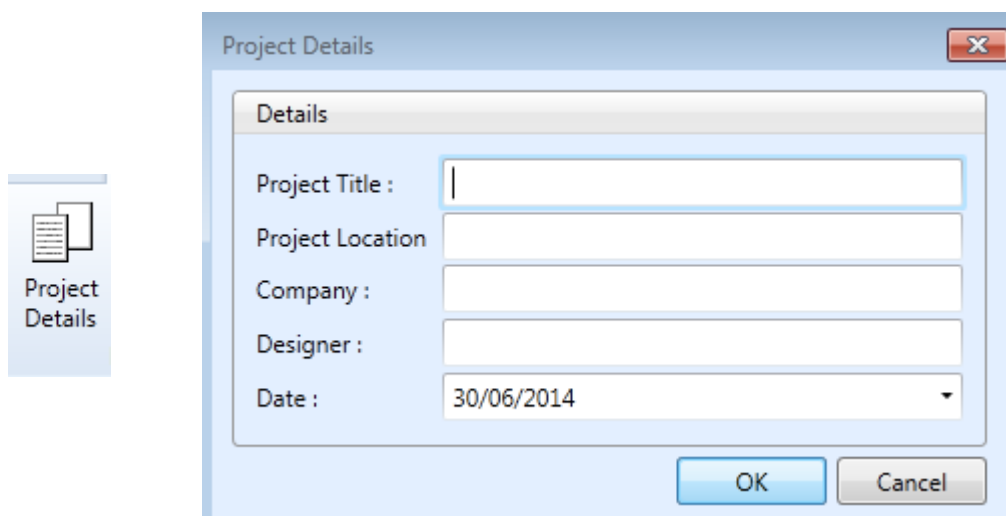 Project
Details
Project Details
Details
Project Title :
Project Location
Company :
Designer :
Date :
30/06/2014
OK
Cancel